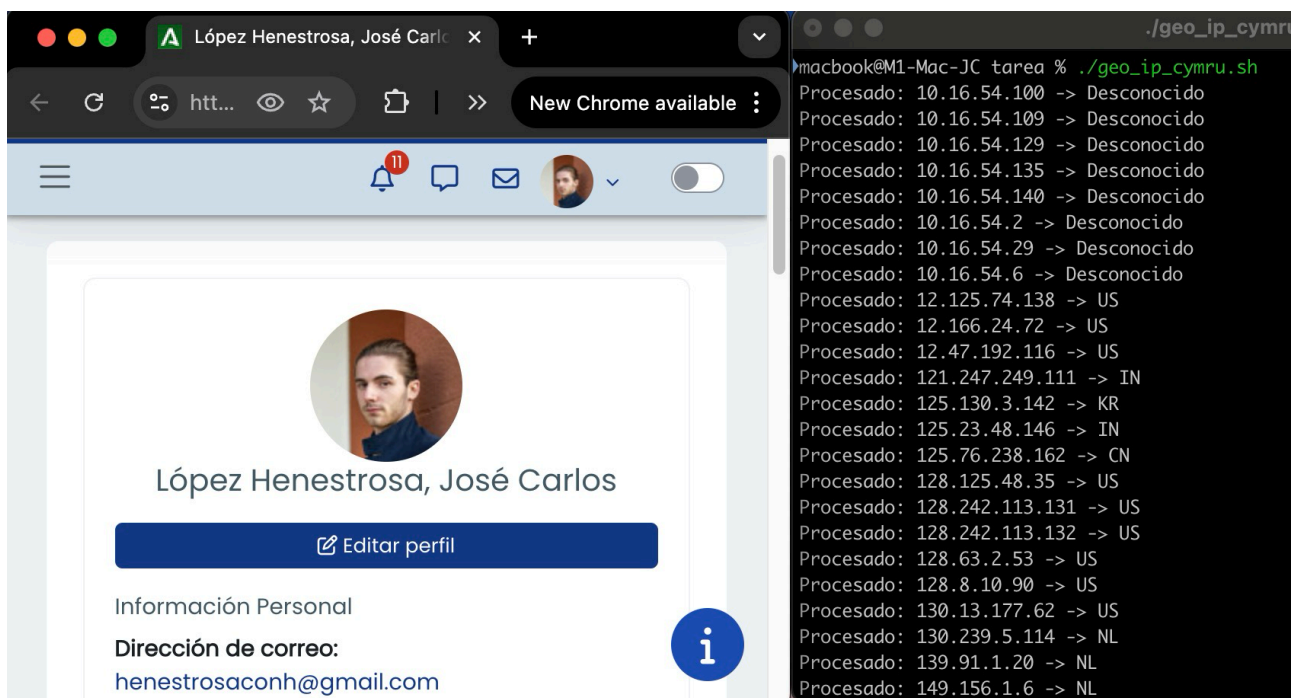 López Henestrosa, José Carlo
htt...
New Chrome available
11
López Henestrosa, José Carlos
Editar perfil
Información Personal
Dirección de correo:
henestrosaconh@gmail.com
i
./geo_ip_cymru
macbook@M1-Mac-JC tarea % ./geo_ip_cymru.sh
Procesado: 10.16.54.100 -> Desconocido
Procesado: 10.16.54.109 -> Desconocido
Procesado: 10.16.54.129 -> Desconocido
Procesado: 10.16.54.135 -> Desconocido
Procesado: 10.16.54.140 -> Desconocido
Procesado: 10.16.54.2 -> Desconocido
Procesado: 10.16.54.29 -> Desconocido
Procesado: 10.16.54.6 -> Desconocido
Procesado: 12.125.74.138 -> US
Procesado: 12.166.24.72 -> US
Procesado: 12.47.192.116 -> US
Procesado: 121.247.249.111 -> IN
Procesado: 125.130.3.142 -> KR
Procesado: 125.23.48.146 -> IN
Procesado: 125.76.238.162 -> CN
Procesado: 128.125.48.35 -> US
Procesado: 128.242.113.131 -> US
Procesado: 128.242.113.132 -> US
Procesado: 128.63.2.53 -> US
Procesado: 128.8.10.90 -> US
Procesado: 130.13.177.62 -> US
Procesado: 130.239.5.114 -> NL
Procesado: 139.91.1.20 -> NL
Procesado: 149.156.1.6 -> NL